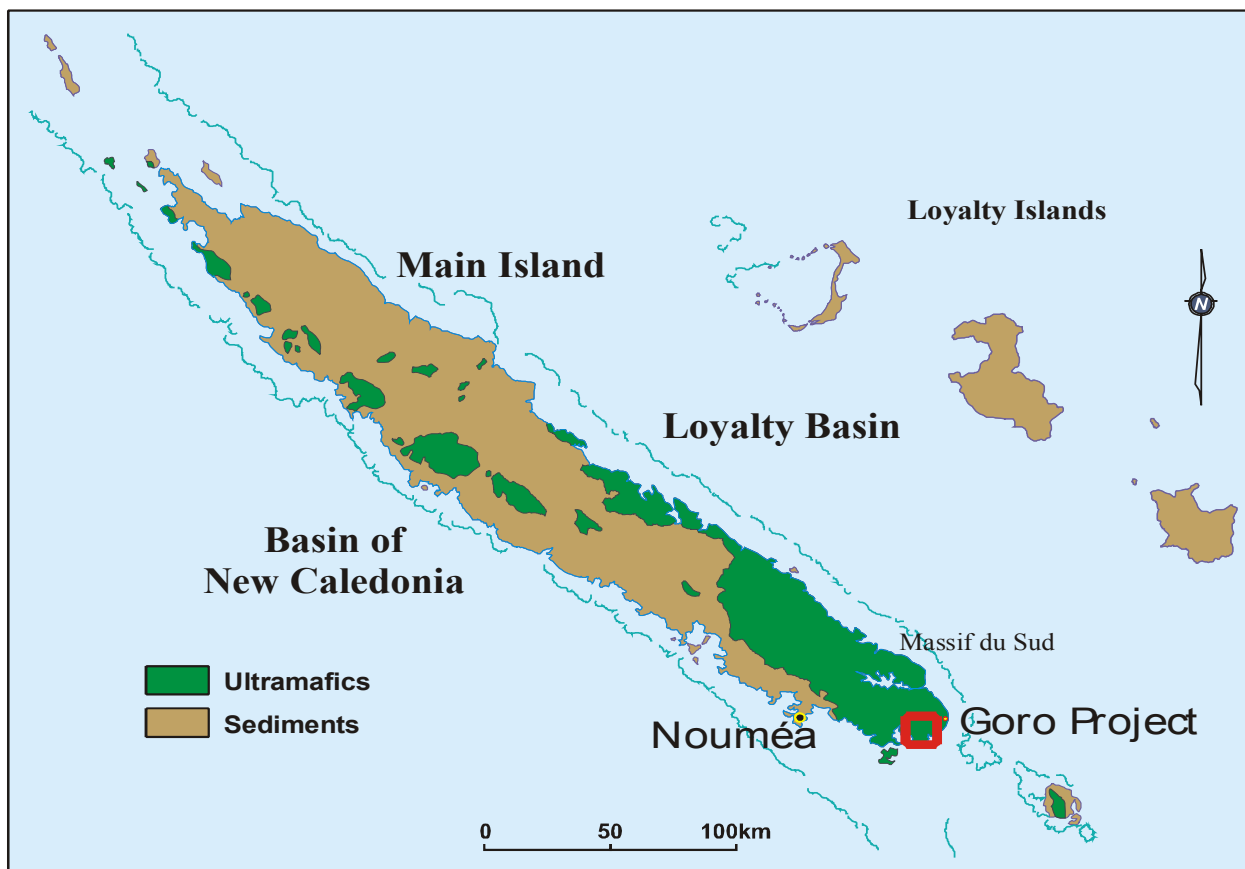 Loyalty Islands
Main Island
N
Loyalty Basin
Basin of
New Caledonia
Massif du Sud
Ultramafics
Sediments
Nouméa
Goro Project
0 50 100km